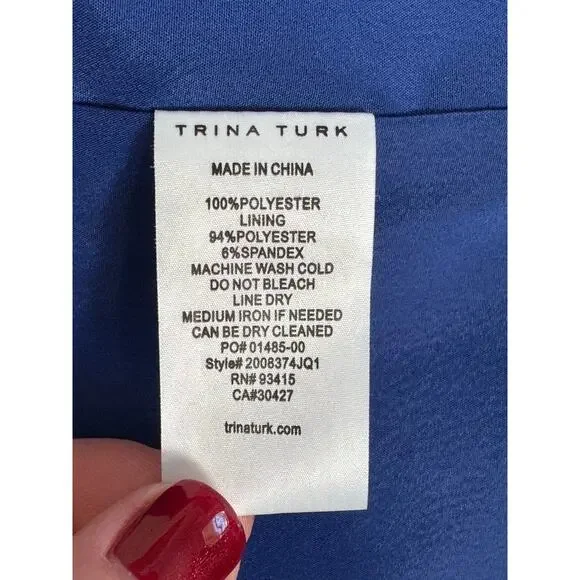 TRINA TURK
MADE IN CHINA
100%POLYESTER
LINING
94%POLYESTER
6%SPANDEX
MACHINE WASH COLD
DO NOT BLEACH
LINE DRY
MEDIUM IRON IF NEEDED
CAN BE DRY CLEANED
PO# 01485-00
Style# 2008374JQ1
RN# 93415
CA#30427
trinaturk.com